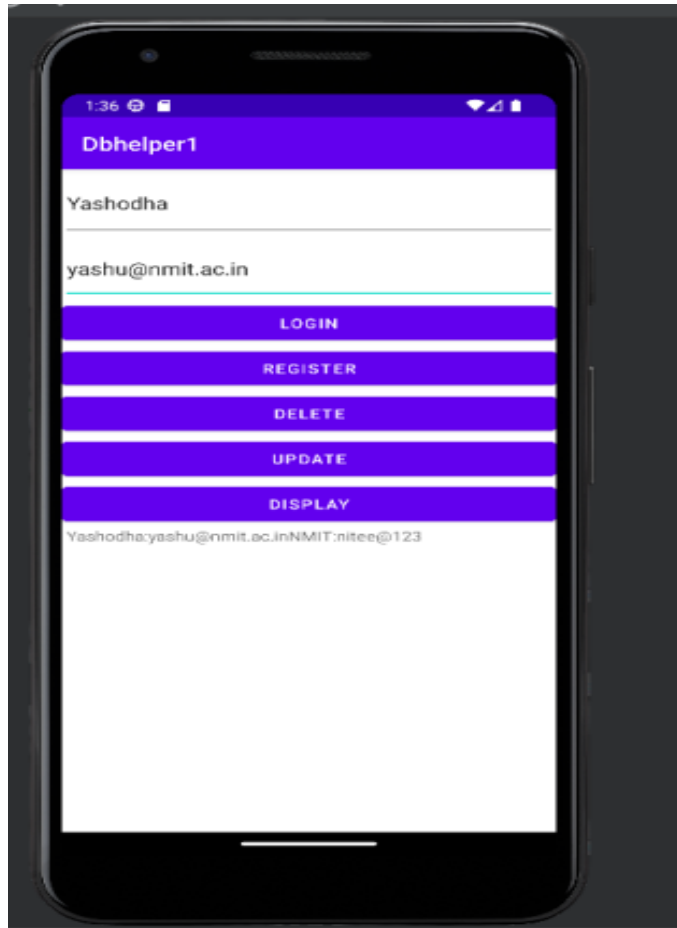 1:36
Dbhelper1
Yashodha
yashu@nmit.ac.in
LOGIN
REGISTER
DELETE
UPDATE
DISPLAY
Yashodha:yashu@nmit.ac.inNMIT:nitee@123